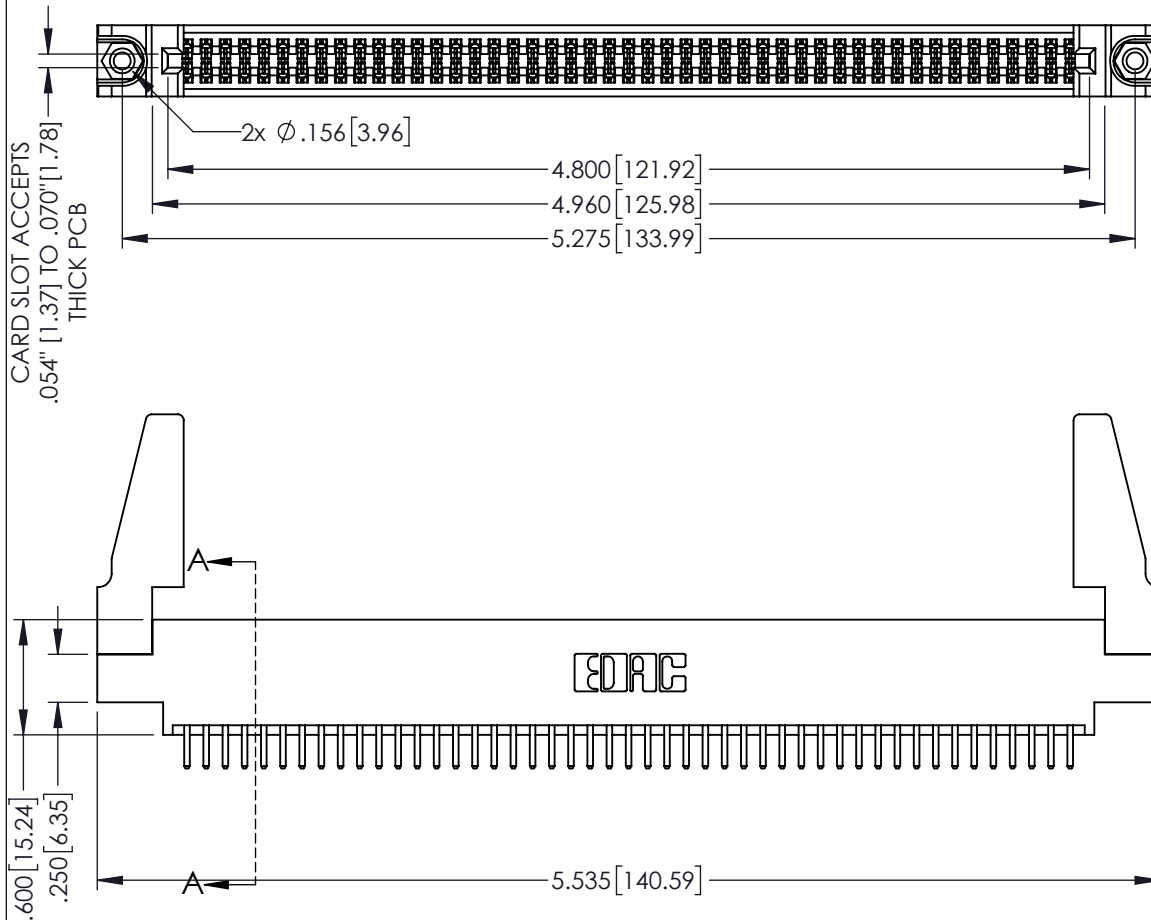 2x Ø.156[3.96]
4.800[121.92]
4.960[125.98]
5.275[133.99]
CARD SLOT ACCEPTS
.054" [1.37] TO .070"[1.78]
THICK PCB
A
EDAC
.600[15.24]
.250[6.35]
A
5.535[140.59]